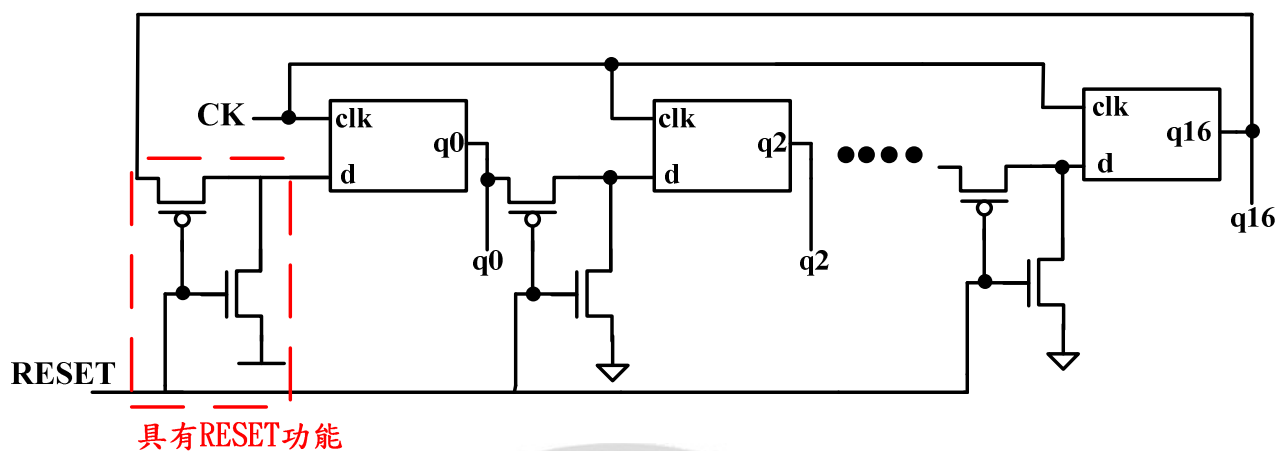 CK
clk
q0
d
clk
q2
d
clk
q16
d
q0
q2
q16
RESET
具有RESET功能